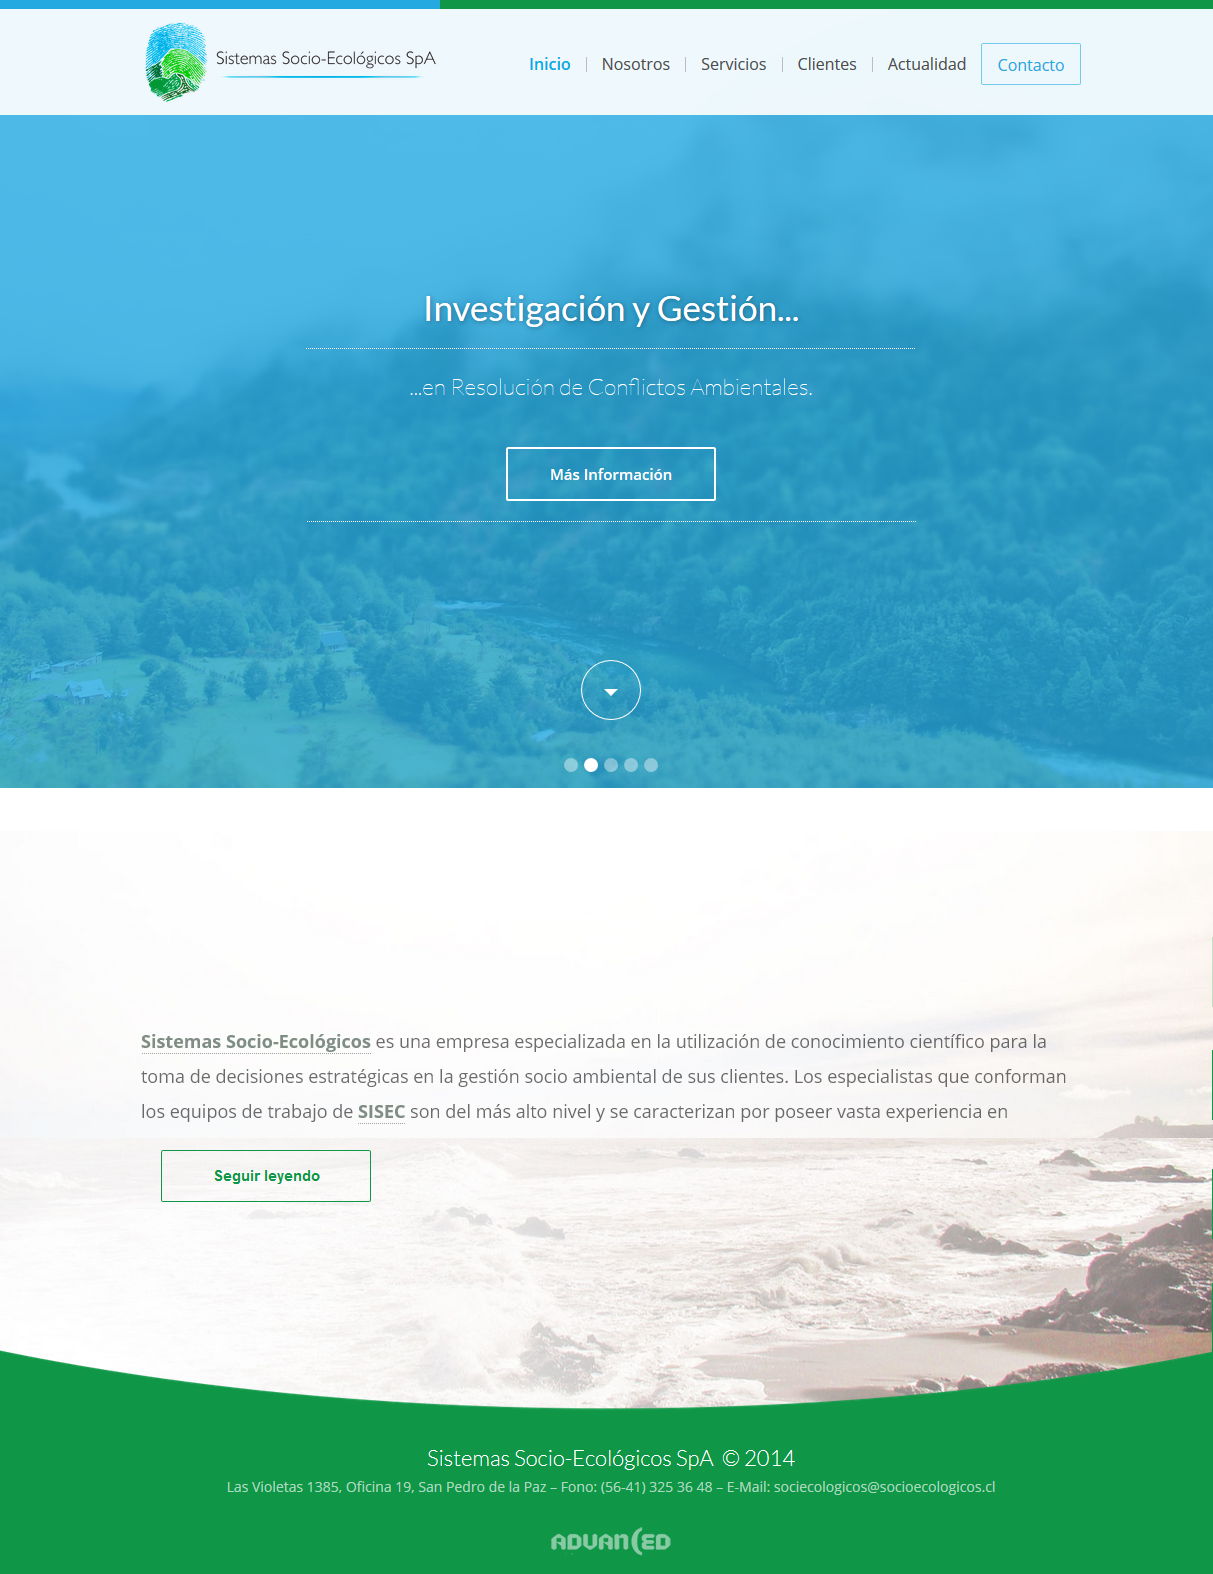 Sistemas Socio-Ecológicos SpA
Inicio
Nosotros
Servicios
Clientes
Actualidad
Contacto
Investigación y Gestión...
...en Resolución de Conflictos Ambientales.
Más Información
Sistemas Socio-Ecológicos es una empresa especializada en la utilización de conocimiento científico para la
toma de decisiones estratégicas en la gestión socio ambiental de sus clientes. Los especialistas que conforman
los equipos de trabajo de SISEC son del más alto nivel y se caracterizan por poseer vasta experiencia en
Seguir leyendo
Sistemas Socio-Ecológicos SpA © 2014
Las Violetas 1385, Oficina 19, San Pedro de la Paz – Fono: (56-41) 325 36 48 – E-Mail: sociecologicos@socioecologicos.cl
ADVANCED